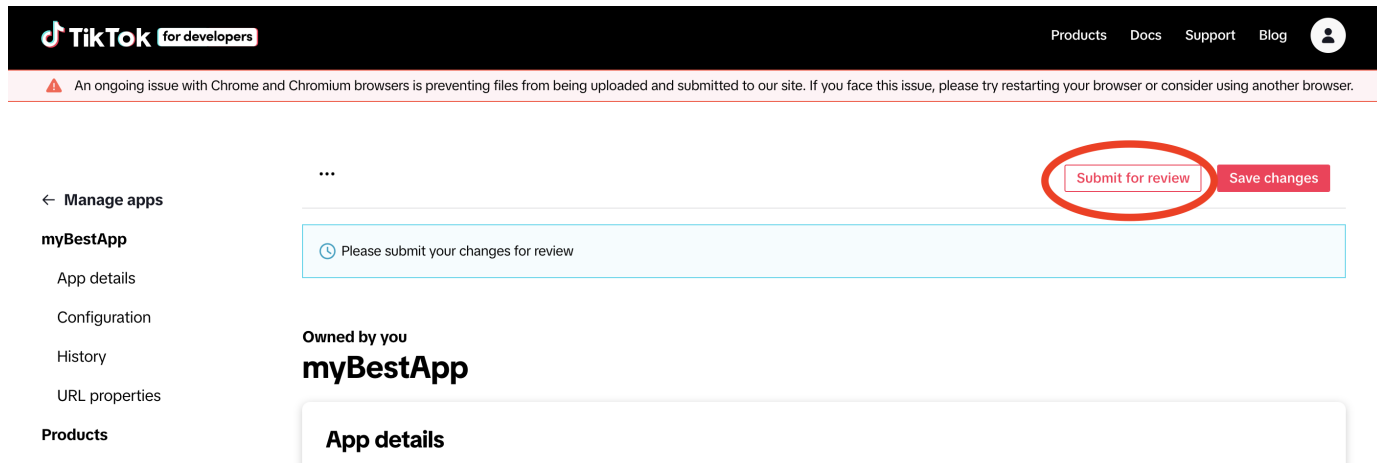 TikTok for developers
Products Docs Support Blog
An ongoing issue with Chrome and Chromium browsers is preventing files from being uploaded and submitted to our site. If you face this issue, please try restarting your browser or consider using another browser.
...
Submit for review Save changes
← Manage apps
Please submit your changes for review
myBestApp
App details
Configuration
History
URL properties
Products
Owned by you
myBestApp
App details